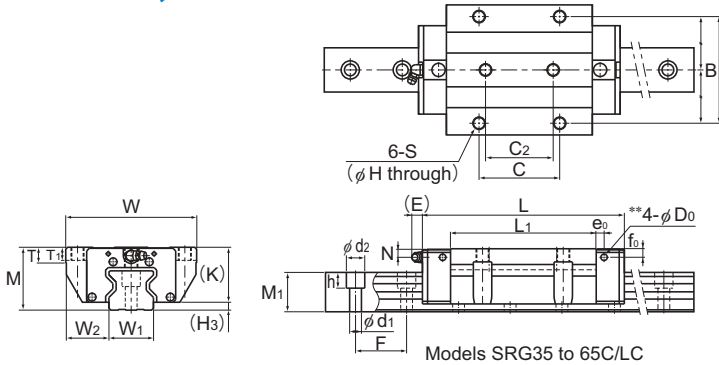 B
6-S
(φH through)
C2
C
W
T
T1
M
(K)
(H3)
W2
W1
(E)
L
L1
e0
**4-φD0
f0
N
φd2
h
M1
φd1
F
Models SRG35 to 65C/LC